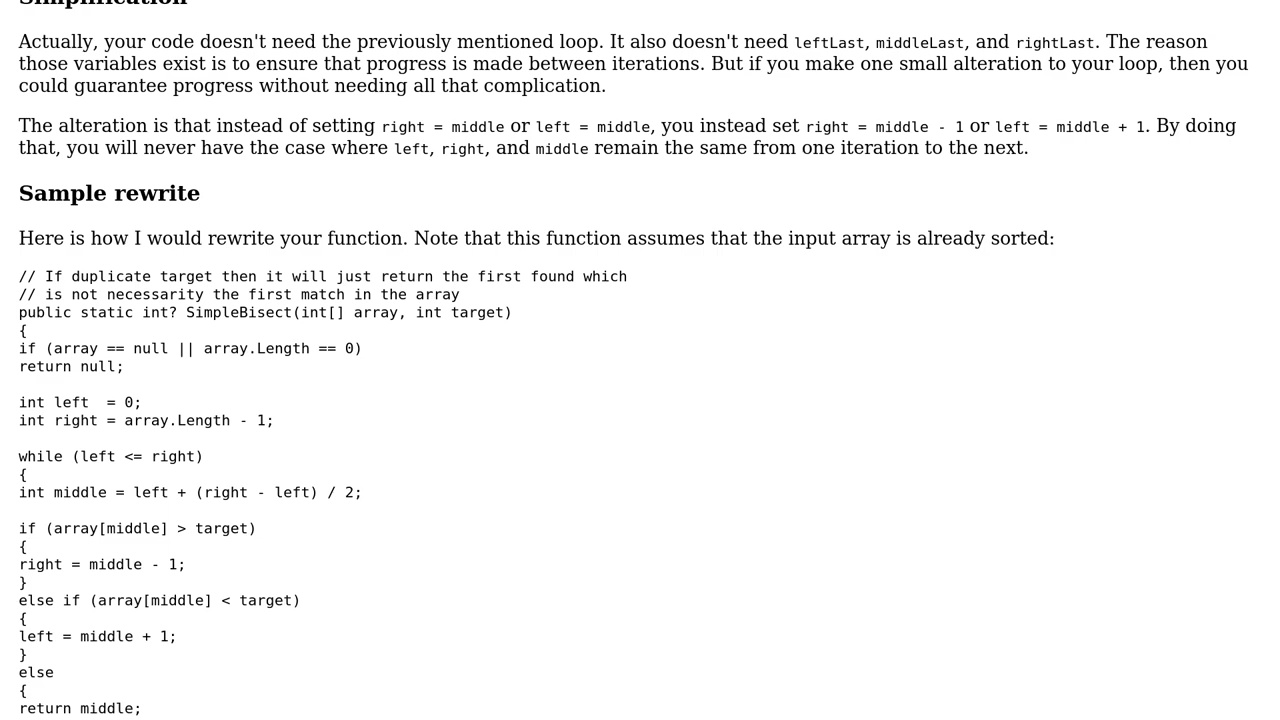 Simplification
Actually, your code doesn't need the previously mentioned loop. It also doesn't need leftLast, middleLast, and rightLast. The reason
those variables exist is to ensure that progress is made between iterations. But if you make one small alteration to your loop, then you
could guarantee progress without needing all that complication.
The alteration is that instead of setting right = middle or left = middle, you instead set right = middle - 1 or left = middle + 1. By doing
that, you will never have the case where left, right, and middle remain the same from one iteration to the next.
Sample rewrite
Here is how I would rewrite your function. Note that this function assumes that the input array is already sorted:
// If duplicate target then it will just return the first found which
// is not necessarity the first match in the array
public static int? SimpleBisect(int[] array, int target)
{
if (array == null || array.Length == 0)
return null;
int left  = 0;
int right = array.Length - 1;
while (left <= right)
{
int middle = left + (right - left) / 2;
if (array[middle] > target)
{
right = middle - 1;
}
else if (array[middle] < target)
{
left = middle + 1;
}
else
{
return middle;